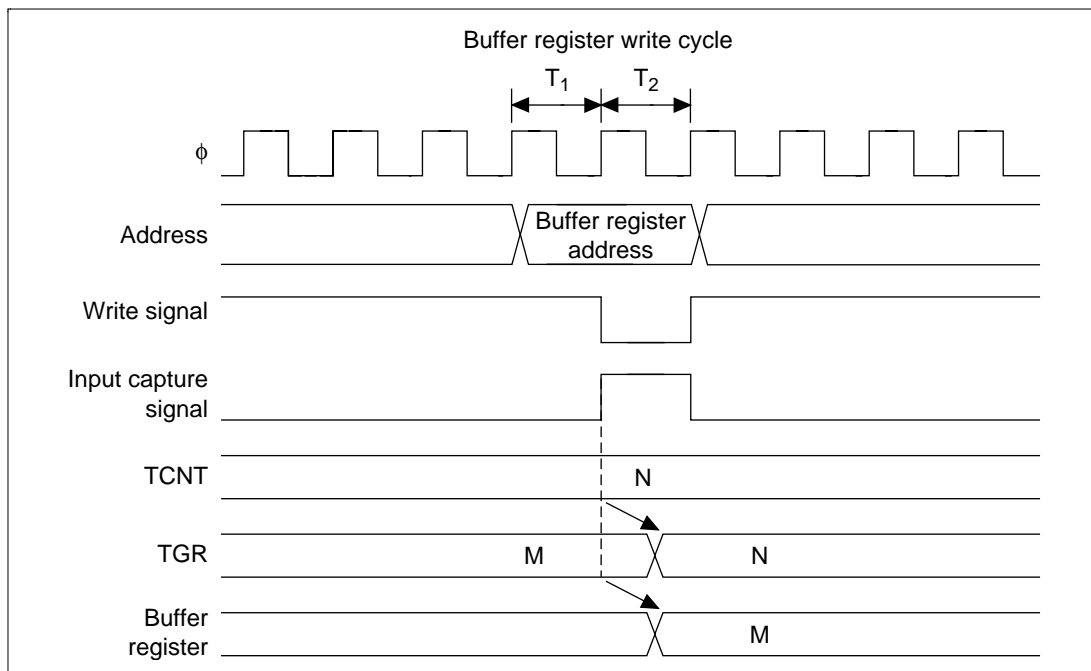 Buffer register write cycle
T1 T2
ϕ
Address
Buffer register
address
Write signal
Input capture
signal
TCNT
N
TGR
M
N
Buffer
register
M